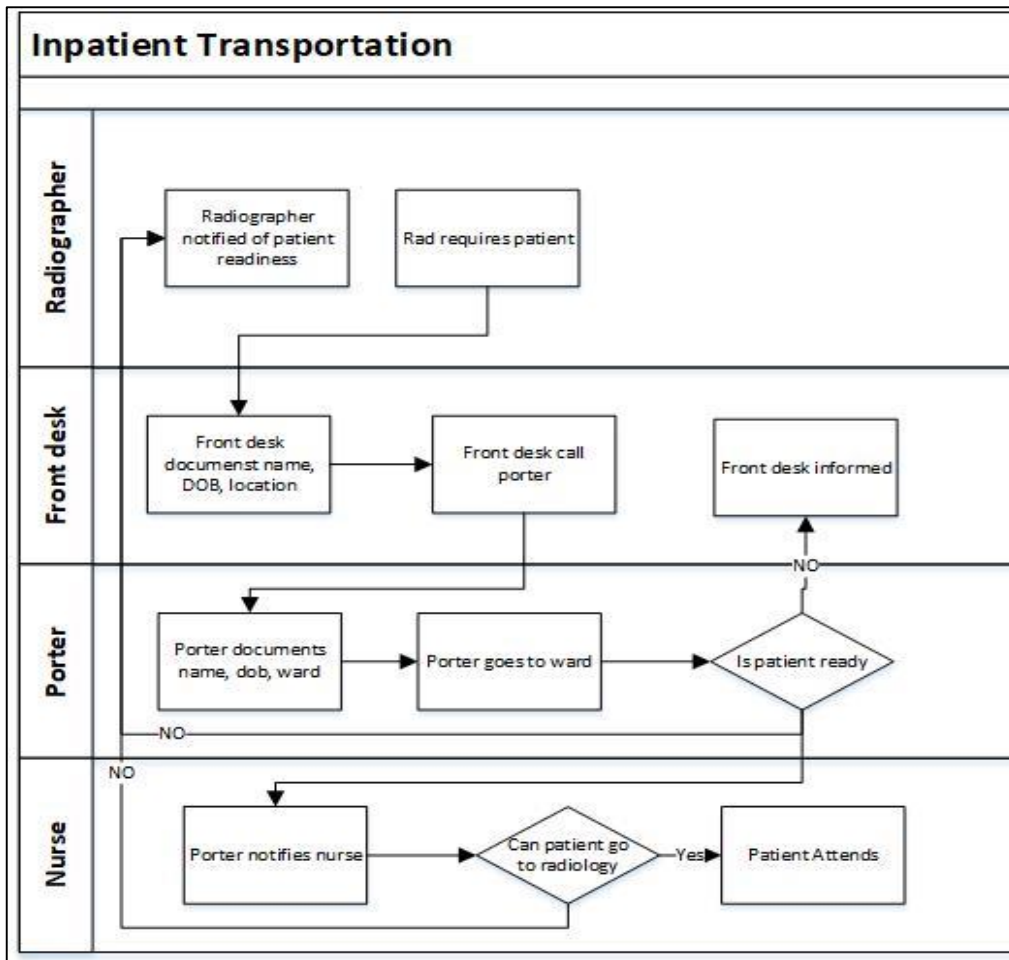 Inpatient Transportation
Radiographer
Radiographer
notified of patient
readiness
Rad requires patient
Front desk
Front desk
documenst name,
DOB, location
Front desk call
porter
Front desk informed
NO
Porter
Porter documents
name, dob, ward
Porter goes to ward
Is patient ready
NO
NO
Nurse
Porter notifies nurse
Can patient go
to radiology
Yes
Patient Attends